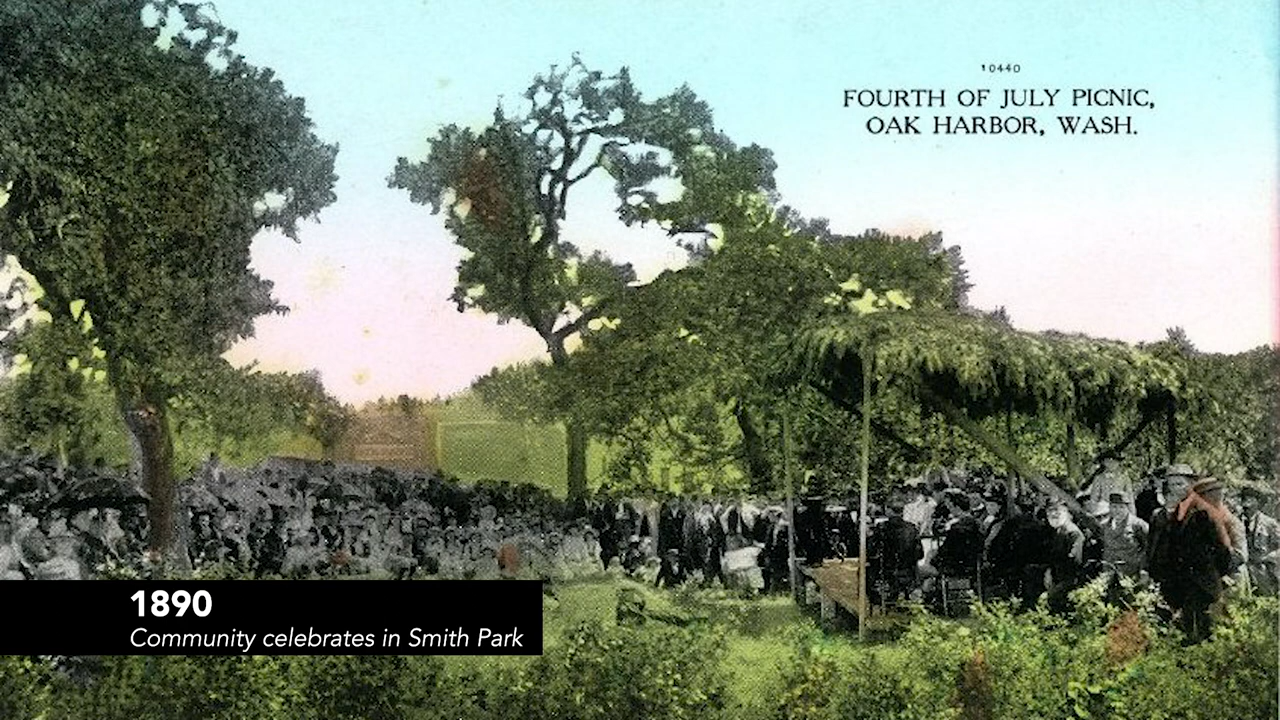 10440
FOURTH OF JULY PICNIC,
OAK HARBOR, WASH.
1890
Community celebrates in Smith Park